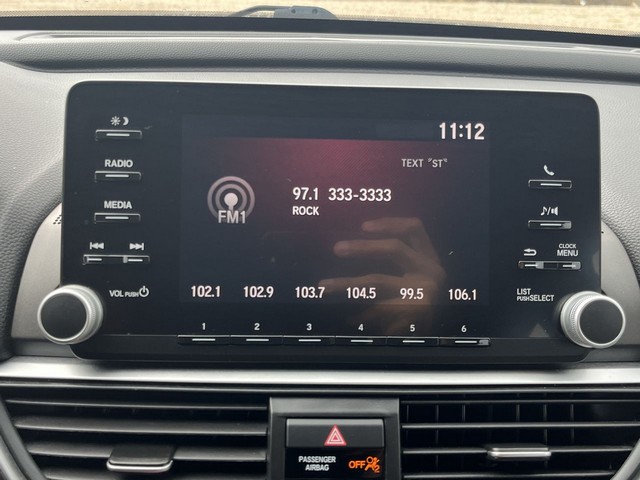 11:12
TEXT "ST"
97.1 333-3333
ROCK
FM1
RADIO
MEDIA
VOL PUSH
CLOCK
MENU
LIST
PUSH SELECT
102.1 102.9 103.7 104.5 99.5 106.1
1 2 3 4 5 6
PASSENGER
AIRBAG
OFF